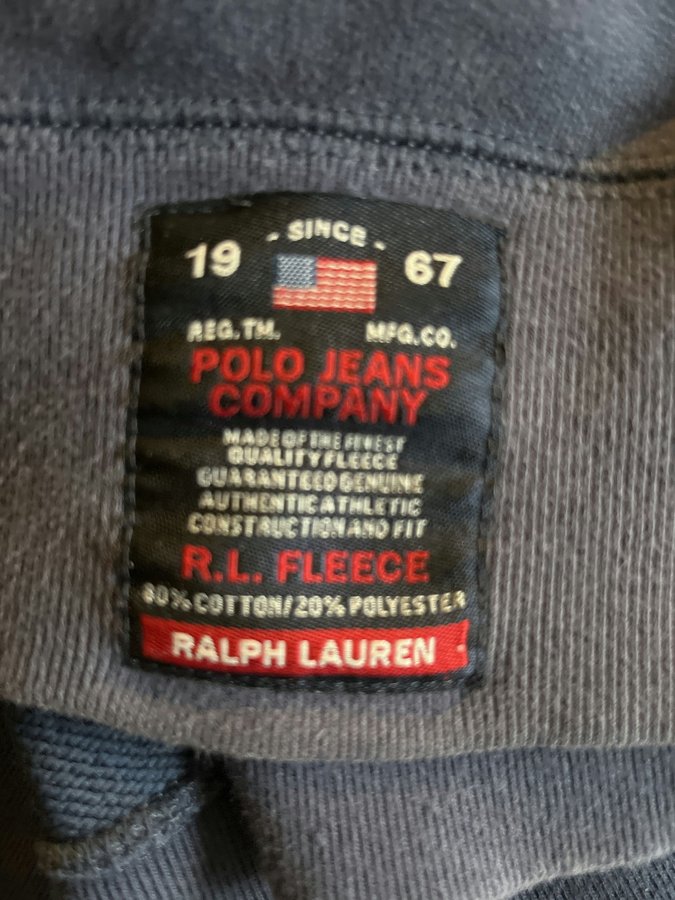 - SINCE -
19 67
REG.TM. MFG.CO.
POLO JEANS
COMPANY
MADE OF THE FINEST
QUALITY FLEECE
GUARANTEED GENUINE
AUTHENTIC ATHLETIC
CONSTRUCTION AND FIT
R.L. FLEECE
80% COTTON/20% POLYESTER
RALPH LAUREN